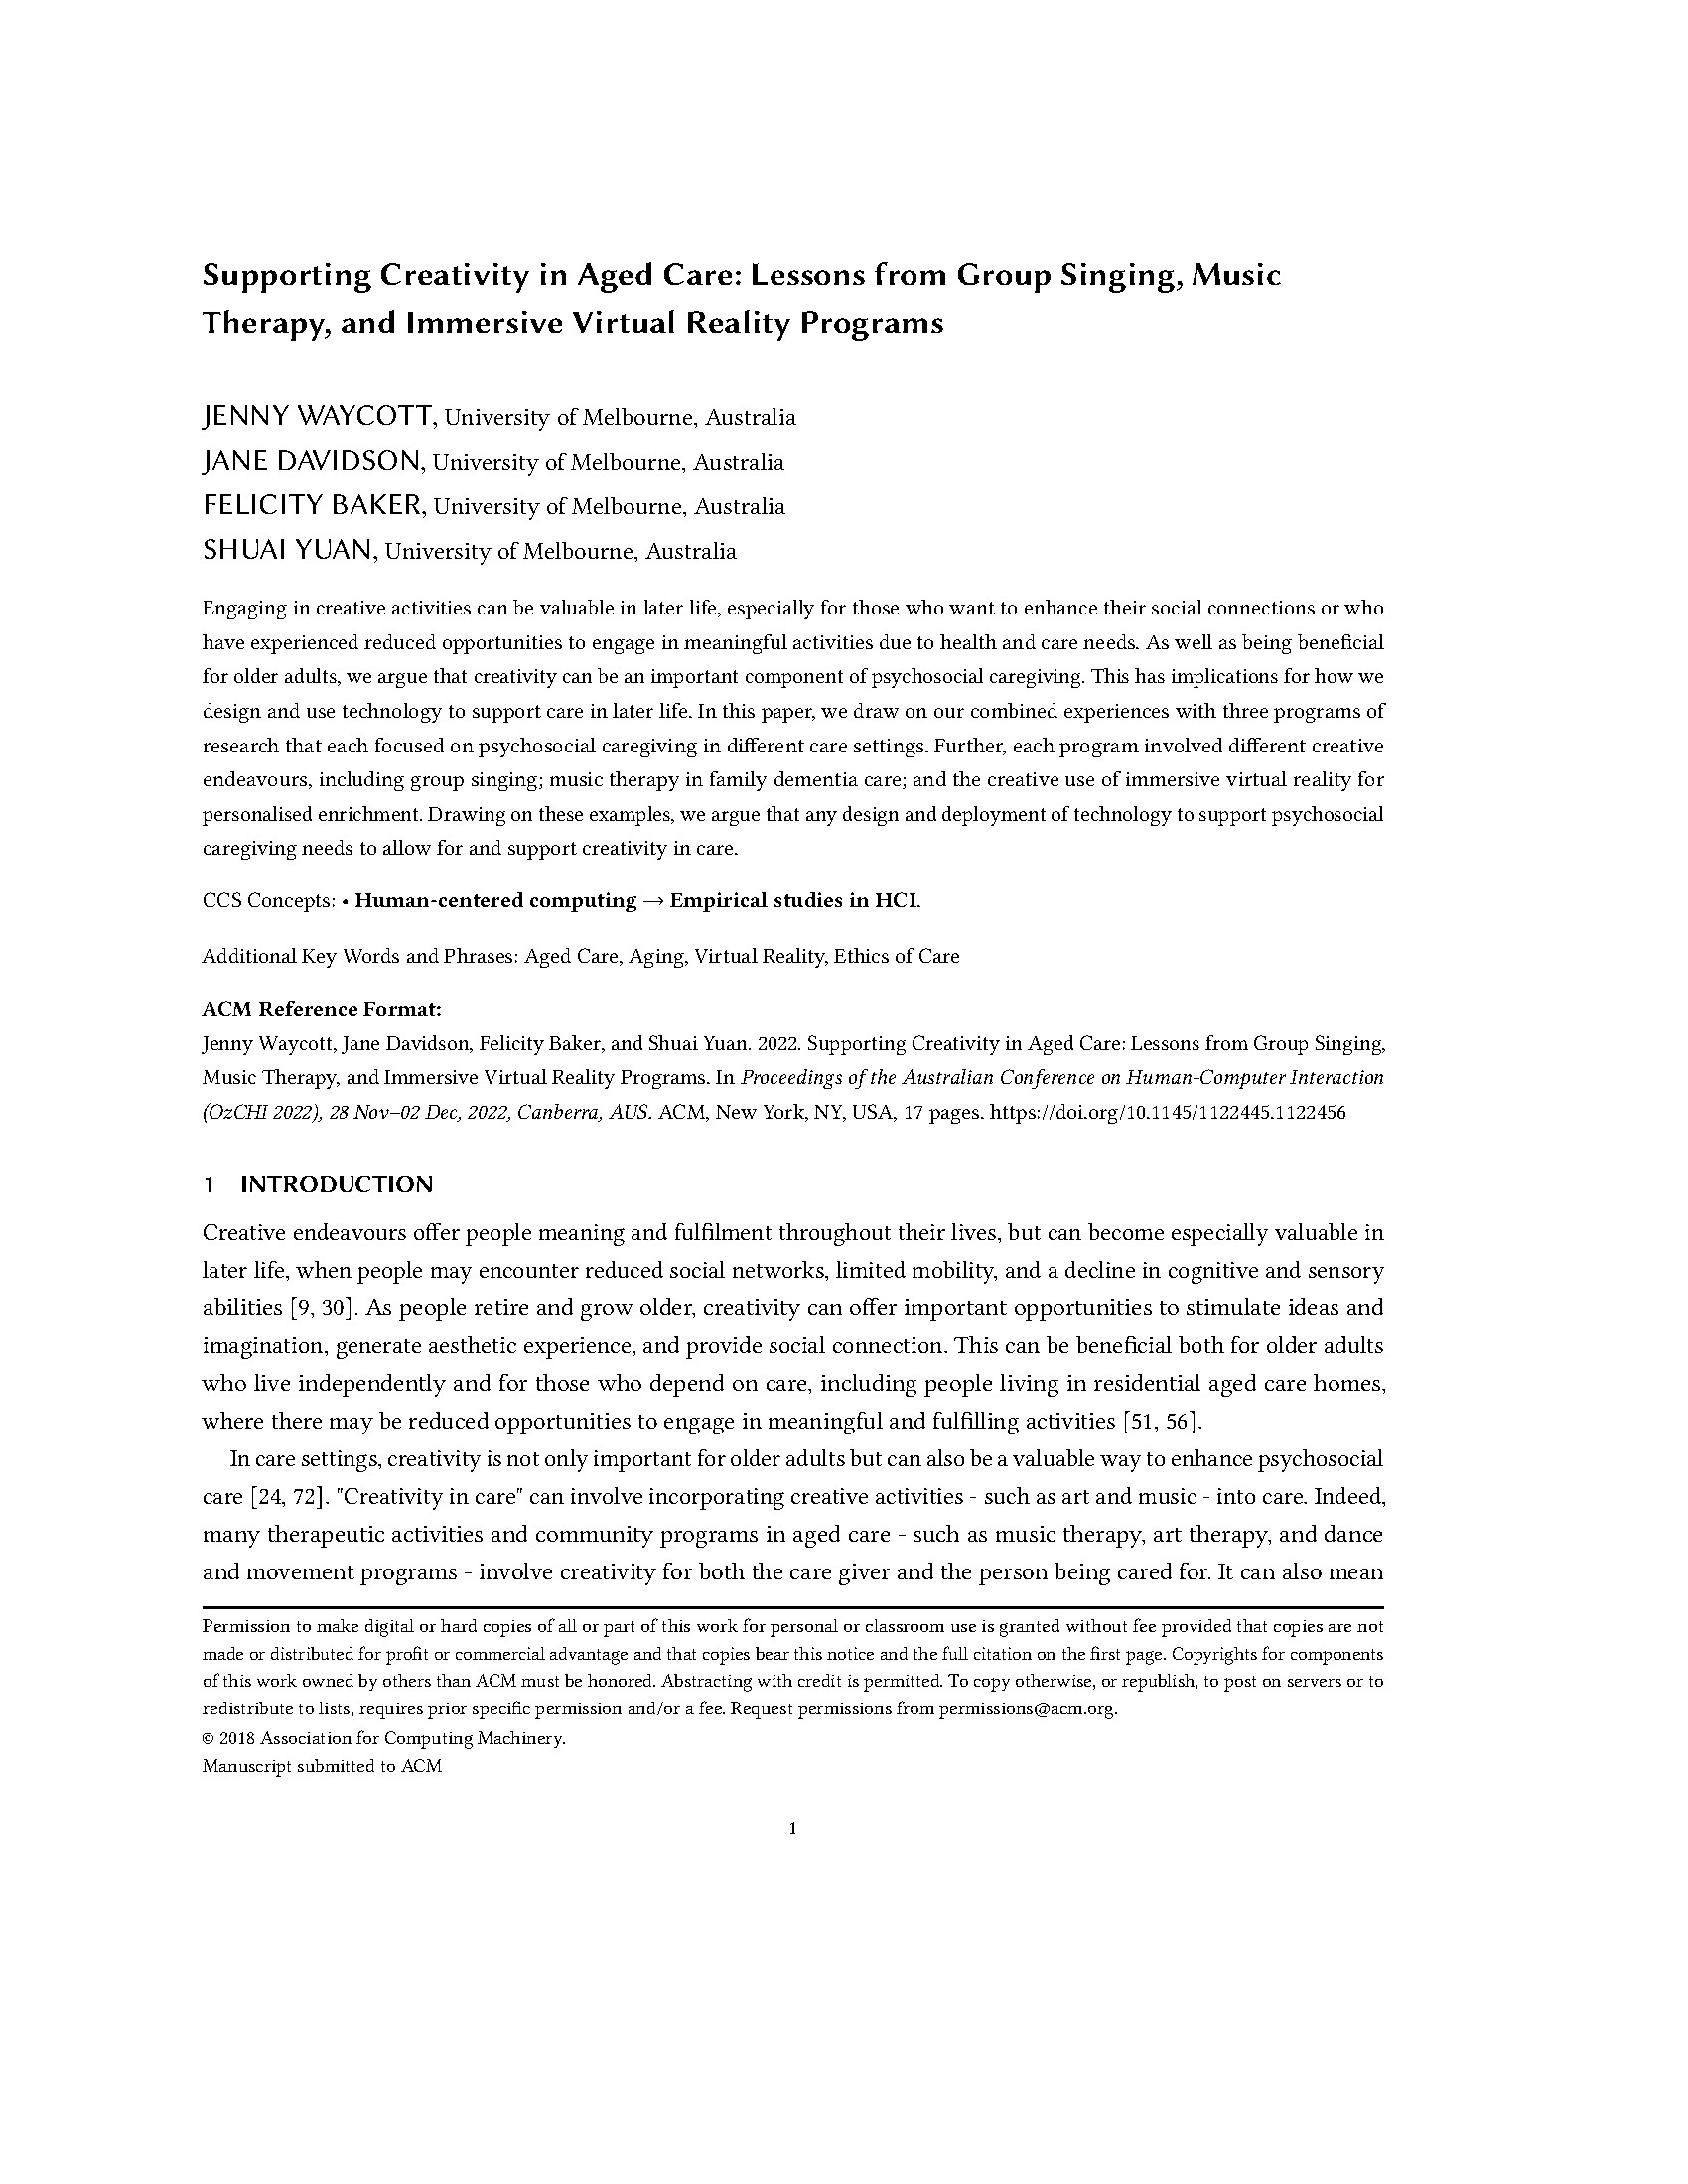 Supporting Creativity in Aged Care: Lessons from Group Singing, Music
Therapy, and Immersive Virtual Reality Programs
JENNY WAYCOTT, University of Melbourne, Australia
JANE DAVIDSON, University of Melbourne, Australia
FELICITY BAKER, University of Melbourne, Australia
SHUAI YUAN, University of Melbourne, Australia
Engaging in creative activities can be valuable in later life, especially for those who want to enhance their social connections or who
have experienced reduced opportunities to engage in meaningful activities due to health and care needs. As well as being beneficial
for older adults, we argue that creativity can be an important component of psychosocial caregiving. This has implications for how we
design and use technology to support care in later life. In this paper, we draw on our combined experiences with three programs of
research that each focused on psychosocial caregiving in different care settings. Further, each program involved different creative
endeavours, including group singing; music therapy in family dementia care; and the creative use of immersive virtual reality for
personalised enrichment. Drawing on these examples, we argue that any design and deployment of technology to support psychosocial
caregiving needs to allow for and support creativity in care.
CCS Concepts: • Human-centered computing → Empirical studies in HCI.
Additional Key Words and Phrases: Aged Care, Aging, Virtual Reality, Ethics of Care
ACM Reference Format:
Jenny Waycott, Jane Davidson, Felicity Baker, and Shuai Yuan. 2022. Supporting Creativity in Aged Care: Lessons from Group Singing,
Music Therapy, and Immersive Virtual Reality Programs. In Proceedings of the Australian Conference on Human-Computer Interaction
(OzCHI 2022), 28 Nov–02 Dec, 2022, Canberra, AUS. ACM, New York, NY, USA, 17 pages. https://doi.org/10.1145/1122445.1122456
1 INTRODUCTION
Creative endeavours offer people meaning and fulfilment throughout their lives, but can become especially valuable in
later life, when people may encounter reduced social networks, limited mobility, and a decline in cognitive and sensory
abilities [9, 30]. As people retire and grow older, creativity can offer important opportunities to stimulate ideas and
imagination, generate aesthetic experience, and provide social connection. This can be beneficial both for older adults
who live independently and for those who depend on care, including people living in residential aged care homes,
where there may be reduced opportunities to engage in meaningful and fulfilling activities [51, 56].
In care settings, creativity is not only important for older adults but can also be a valuable way to enhance psychosocial
care [24, 72]. "Creativity in care" can involve incorporating creative activities - such as art and music - into care. Indeed,
many therapeutic activities and community programs in aged care - such as music therapy, art therapy, and dance
and movement programs - involve creativity for both the care giver and the person being cared for. It can also mean
Permission to make digital or hard copies of all or part of this work for personal or classroom use is granted without fee provided that copies are not
made or distributed for profit or commercial advantage and that copies bear this notice and the full citation on the first page. Copyrights for components
of this work owned by others than ACM must be honored. Abstracting with credit is permitted. To copy otherwise, or republish, to post on servers or to
redistribute to lists, requires prior specific permission and/or a fee. Request permissions from permissions@acm.org.
© 2018 Association for Computing Machinery.
Manuscript submitted to ACM
1